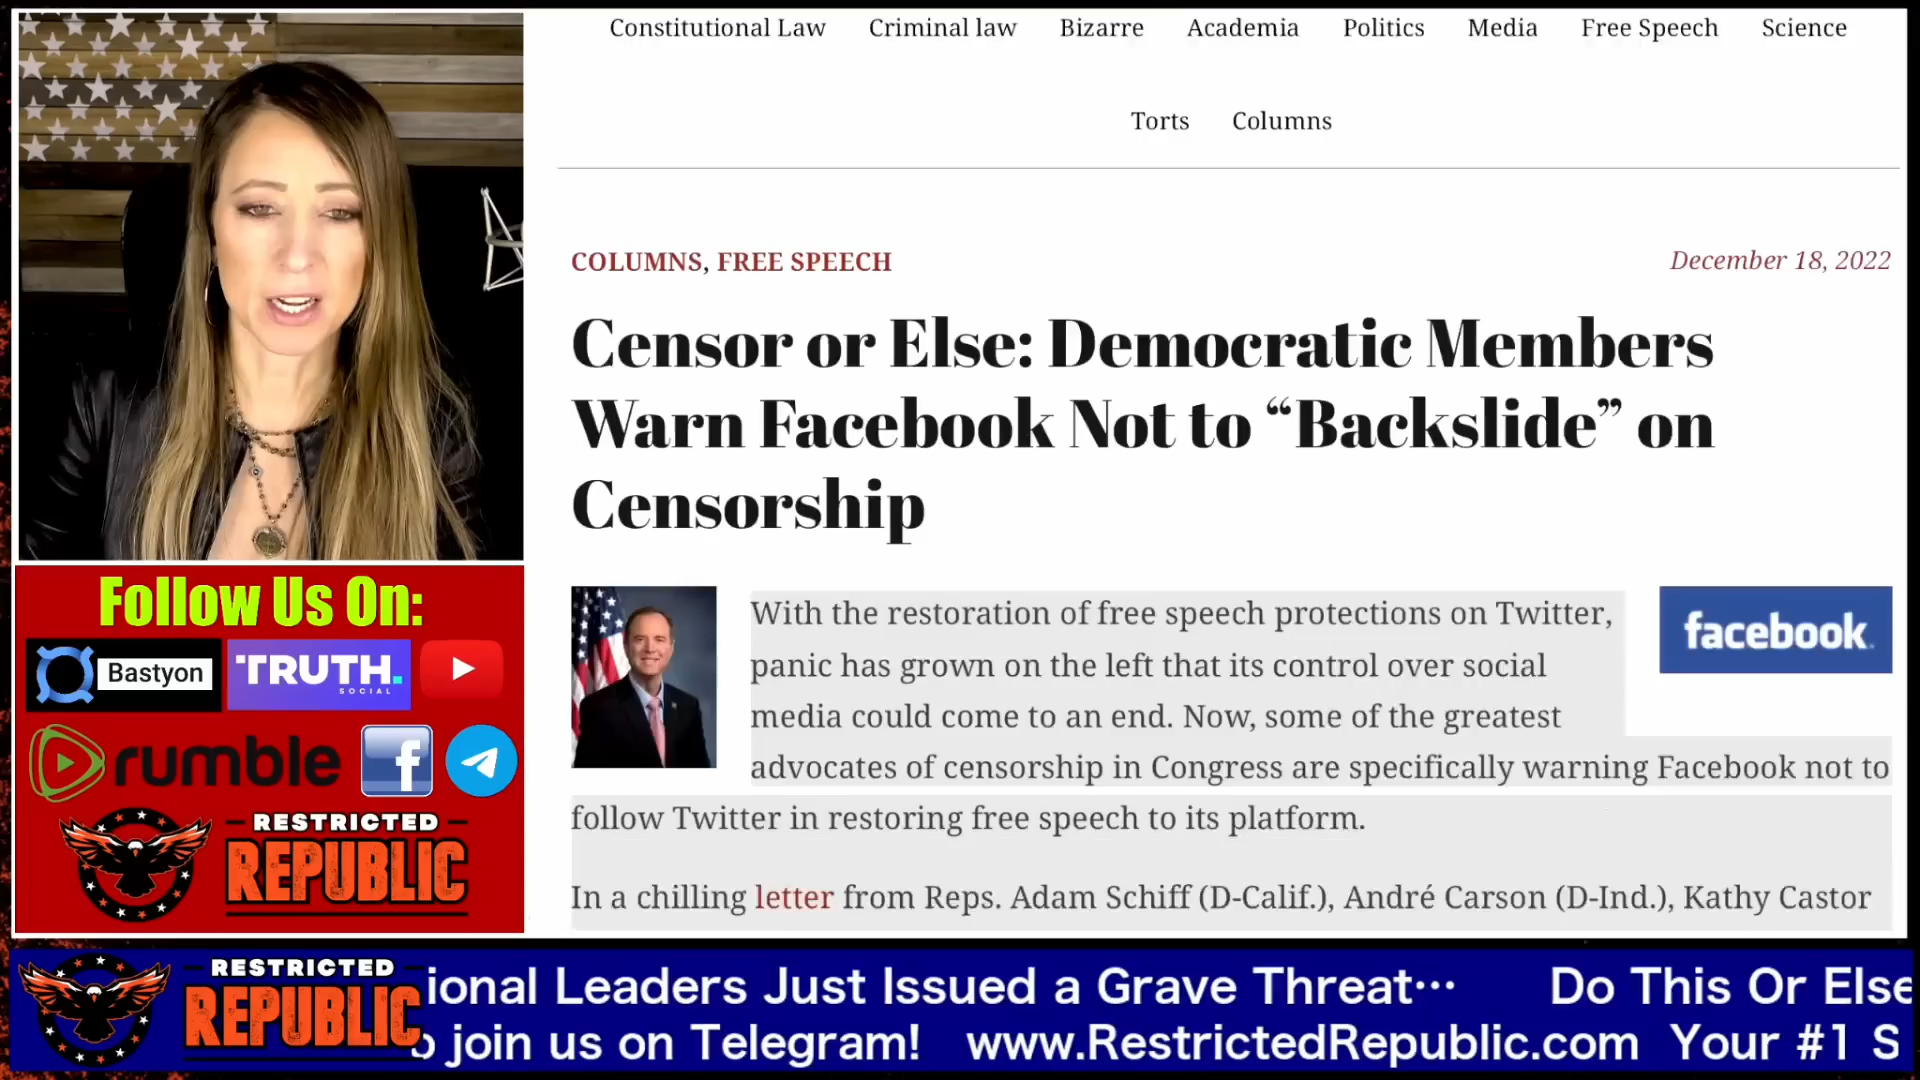 Constitutional Law Criminal law Bizarre Academia Politics Media Free Speech Science
Torts Columns
COLUMNS, FREE SPEECH
December 18, 2022
Censor or Else: Democratic Members
Warn Facebook Not to “Backslide” on
Censorship
With the restoration of free speech protections on Twitter,
panic has grown on the left that its control over social
media could come to an end. Now, some of the greatest
advocates of censorship in Congress are specifically warning Facebook not to
follow Twitter in restoring free speech to its platform.
In a chilling letter from Reps. Adam Schiff (D-Calif.), André Carson (D-Ind.), Kathy Castor
facebook
Follow Us On:
Bastyon
TRUTH.
SOCIAL
rumble
f
RESTRICTED
REPUBLIC
RESTRICTED
REPUBLIC
ional Leaders Just Issued a Grave Threat… Do This Or Else
o join us on Telegram! www.RestrictedRepublic.com Your #1 S